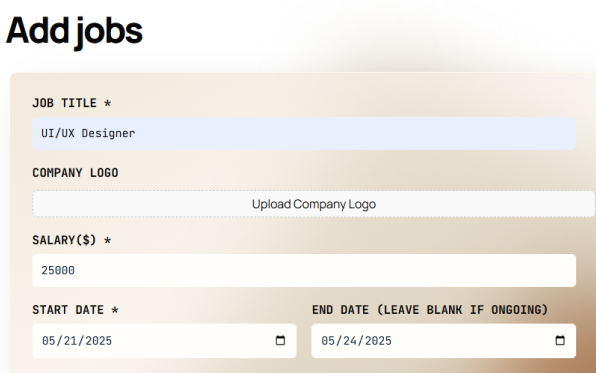 Add jobs
JOB TITLE *
UI/UX Designer
COMPANY LOGO
Upload Company Logo
SALARY($) *
25000
START DATE * END DATE (LEAVE BLANK IF ONGOING)
05/21/2025 05/24/2025